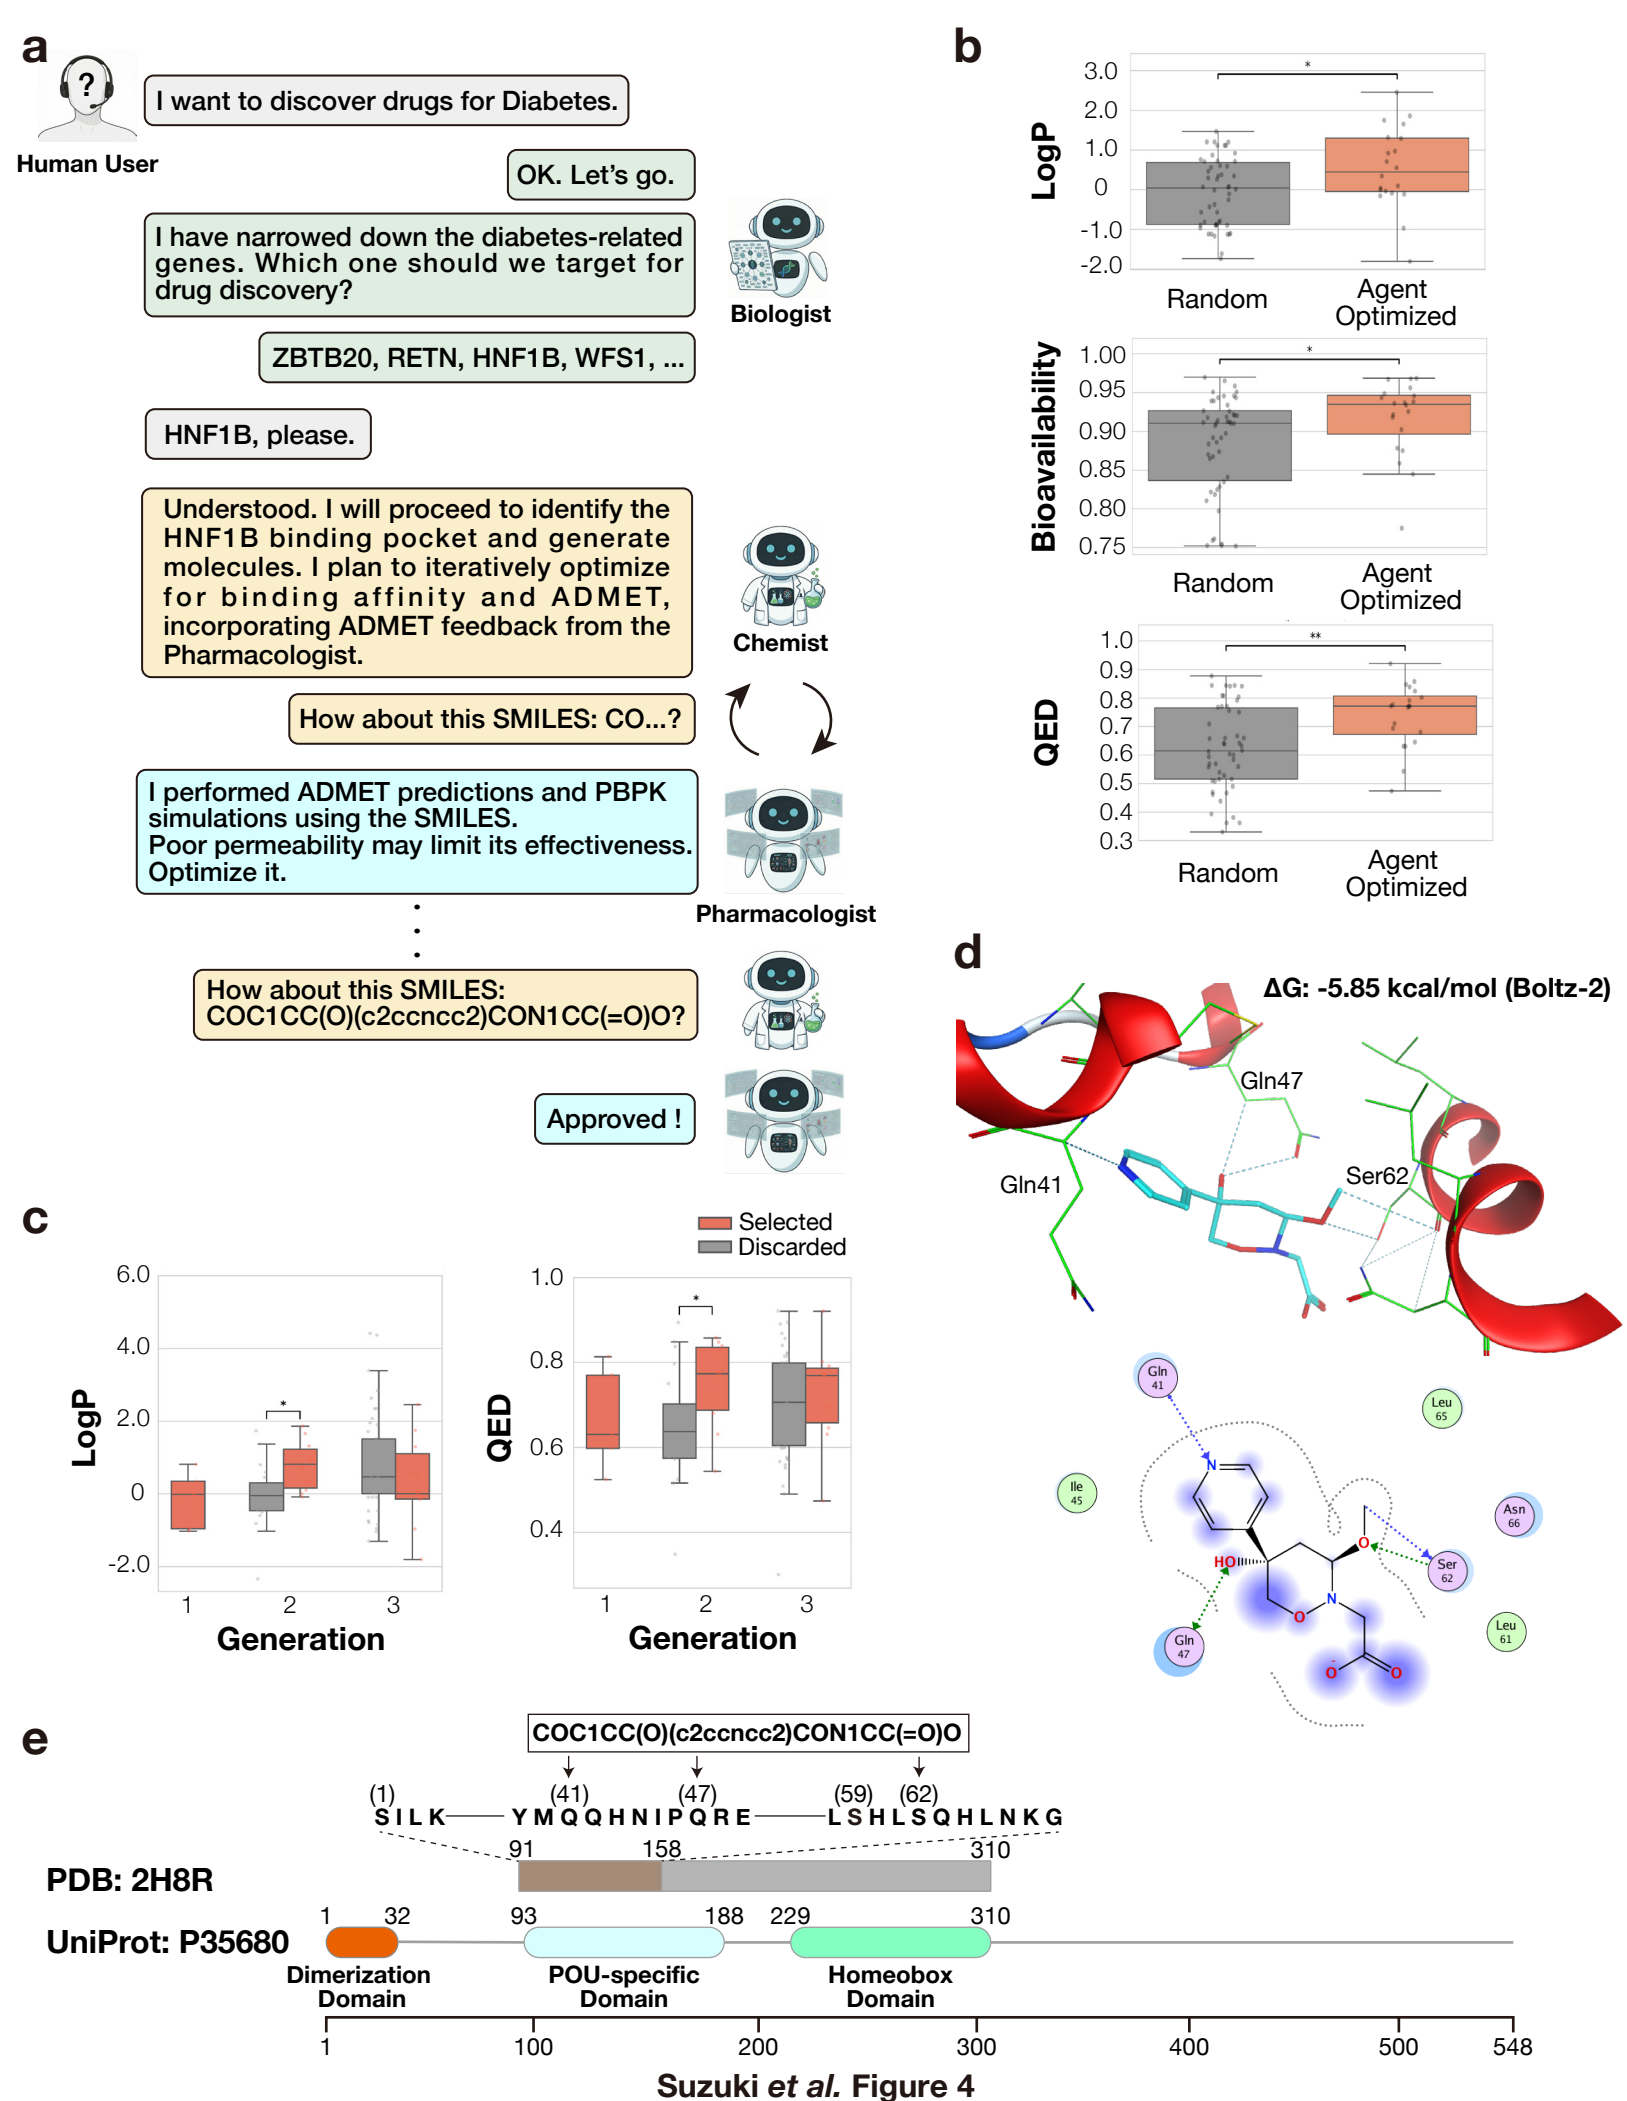 a
?
Human User
I want to discover drugs for Diabetes.
OK. Let's go.
I have narrowed down the diabetes-related
genes. Which one should we target for
drug discovery?
Biologist
ZBTB20, RETN, HNF1B, WFS1, ...
HNF1B, please.
Understood. I will proceed to identify the
HNF1B binding pocket and generate
molecules. I plan to iteratively optimize
for binding affinity and ADMET,
incorporating ADMET feedback from the
Pharmacologist.
Chemist
How about this SMILES: CO...?
I performed ADMET predictions and PBPK
simulations using the SMILES.
Poor permeability may limit its effectiveness.
Optimize it.
Pharmacologist
How about this SMILES:
COC1CC(O)(c2ccncc2)CON1CC(=O)O?
Approved !
b
LogP
3.0
2.0
1.0
0
-1.0
-2.0
*
Random
Agent
Optimized
Bioavailability
1.00
0.95
0.90
0.85
0.80
0.75
*
Random
Agent
Optimized
QED
1.0
0.9
0.8
0.7
0.6
0.5
0.4
0.3
**
Random
Agent
Optimized
c
Selected
Discarded
LogP
6.0
4.0
2.0
0
-2.0
*
1 2 3
Generation
QED
1.0
0.8
0.6
0.4
*
1 2 3
Generation
d
ΔG: -5.85 kcal/mol (Boltz-2)
Gln47
Gln41
Ser62
Gln
41
Leu
65
Ile
45
Asn
66
Ser
62
Leu
61
Gln
47
N
HO
O
N
O
O-
O
e
COC1CC(O)(c2ccncc2)CON1CC(=O)O
(1) (41) (47) (59) (62)
SILK YMQQHNIPQRE LSHLSQHLNKG
91 158 310
PDB: 2H8R
1 32 93 188 229 310
UniProt: P35680
Dimerization
Domain
POU-specific
Domain
Homeobox
Domain
1 100 200 300 400 500 548
Suzuki et al. Figure 4